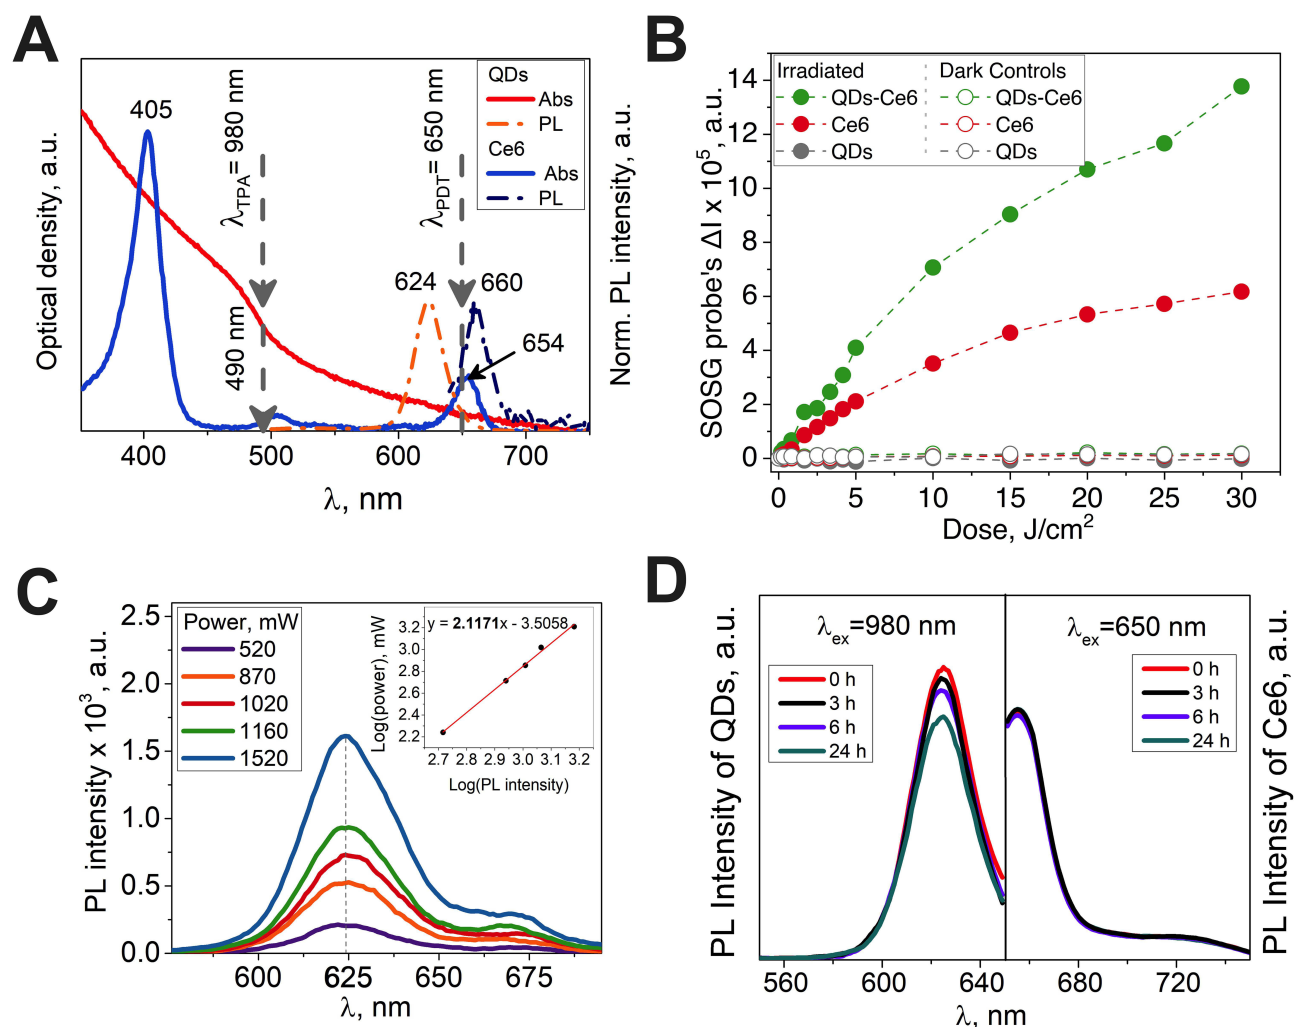 A
QDs
Abs
PL
Ce6
Abs
PL
405
λTPA= 980 nm
λPDT= 650 nm
490 nm
624
660
654
Optical density, a.u.
Norm. PL intensity, a.u.
400 500 600 700
λ, nm
B
Irradiated Dark Controls
QDs-Ce6 QDs-Ce6
Ce6 Ce6
QDs QDs
SOSG probe's ΔI x 10⁵, a.u.
14
12
10
8
6
4
2
0
0 5 10 15 20 25 30
Dose, J/cm²
C
Power, mW
520
870
1020
1160
1520
PL intensity x 10³, a.u.
2.5
2.0
1.5
1.0
0.5
0.0
600 625 650 675
λ, nm
y = 2.1171x - 3.5058
Log(power), mW
3.2
3.0
2.8
2.6
2.4
2.2
2.7 2.8 2.9 3.0 3.1 3.2
Log(PL intensity)
D
λex=980 nm
0 h
3 h
6 h
24 h
λex=650 nm
0 h
3 h
6 h
24 h
PL Intensity of QDs, a.u.
PL Intensity of Ce6, a.u.
560 600 640 680 720
λ, nm